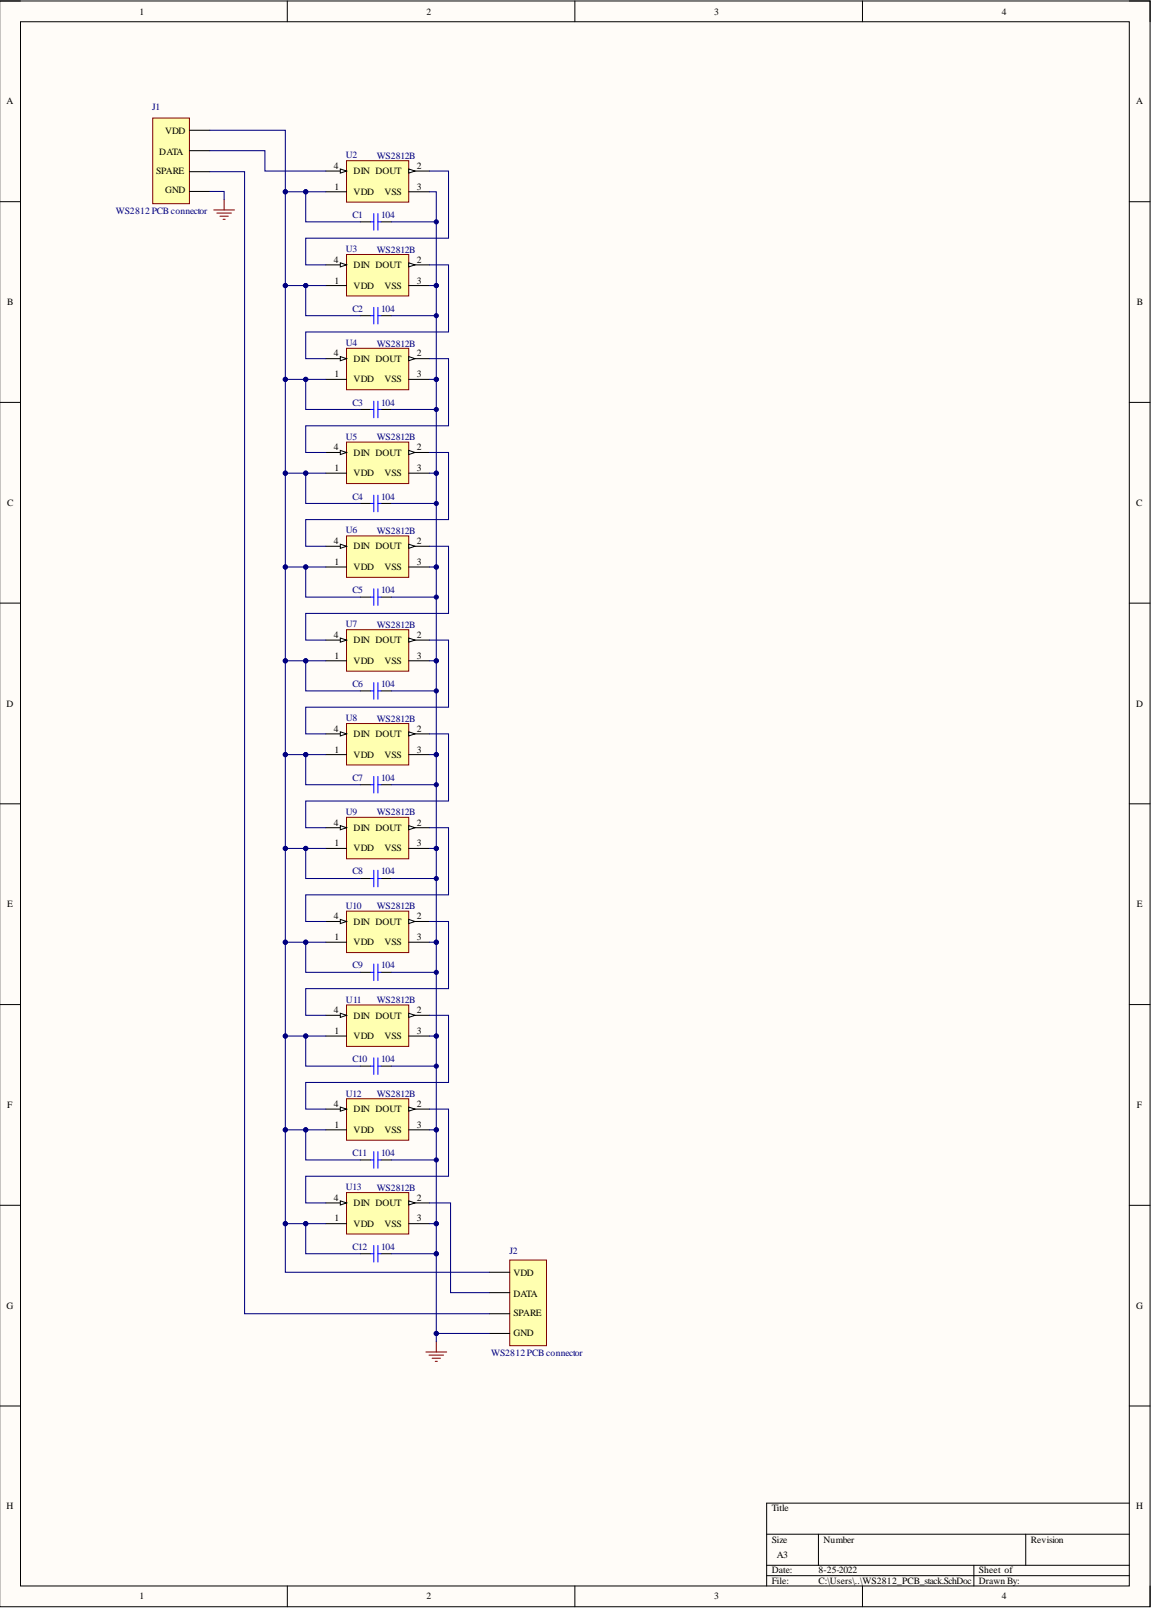 1 2 3 4
A A
J1
VDD
DATA
SPARE
GND
WS2812 PCB connector
U2 WS2812B
4 DIN DOUT 2
1 VDD VSS 3
C1 104
U3 WS2812B
4 DIN DOUT 2
1 VDD VSS 3
B B
C2 104
U4 WS2812B
4 DIN DOUT 2
1 VDD VSS 3
C3 104
U5 WS2812B
4 DIN DOUT 2
1 VDD VSS 3
C C
C4 104
U6 WS2812B
4 DIN DOUT 2
1 VDD VSS 3
C5 104
U7 WS2812B
4 DIN DOUT 2
1 VDD VSS 3
C6 104
D D
U8 WS2812B
4 DIN DOUT 2
1 VDD VSS 3
C7 104
U9 WS2812B
4 DIN DOUT 2
1 VDD VSS 3
C8 104
E E
U10 WS2812B
4 DIN DOUT 2
1 VDD VSS 3
C9 104
U11 WS2812B
4 DIN DOUT 2
1 VDD VSS 3
C10 104
U12 WS2812B
F F
4 DIN DOUT 2
1 VDD VSS 3
C11 104
U13 WS2812B
4 DIN DOUT 2
1 VDD VSS 3
C12 104
J2
VDD
DATA
G G
SPARE
GND
WS2812 PCB connector
H H
Title
Size Number Revision
A3
Date: 8-25-2022 Sheet of
File: C:\Users\..\WS2812_PCB_stack.SchDoc Drawn By:
1 2 3 4